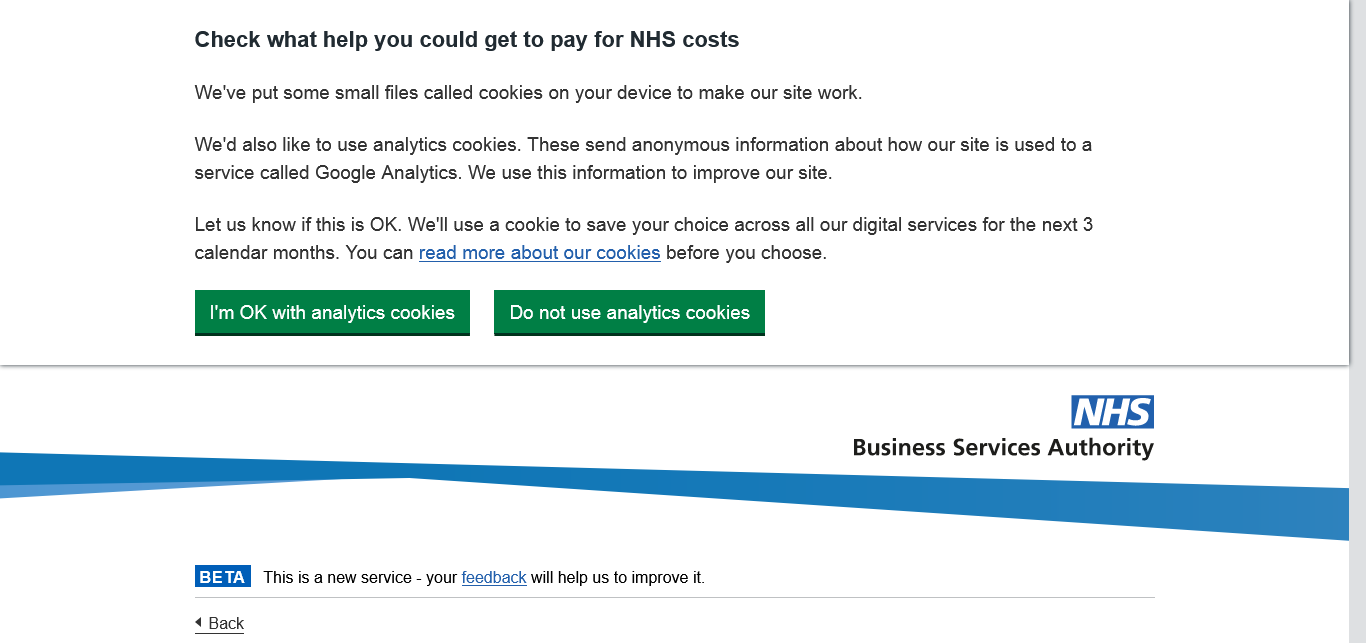 Check what help you could get to pay for NHS costs
We've put some small files called cookies on your device to make our site work.
We'd also like to use analytics cookies. These send anonymous information about how our site is used to a
service called Google Analytics. We use this information to improve our site.
Let us know if this is OK. We'll use a cookie to save your choice across all our digital services for the next 3
calendar months. You can read more about our cookies before you choose.
I'm OK with analytics cookies Do not use analytics cookies
NHS
Business Services Authority
BETA This is a new service - your feedback will help us to improve it.
Back